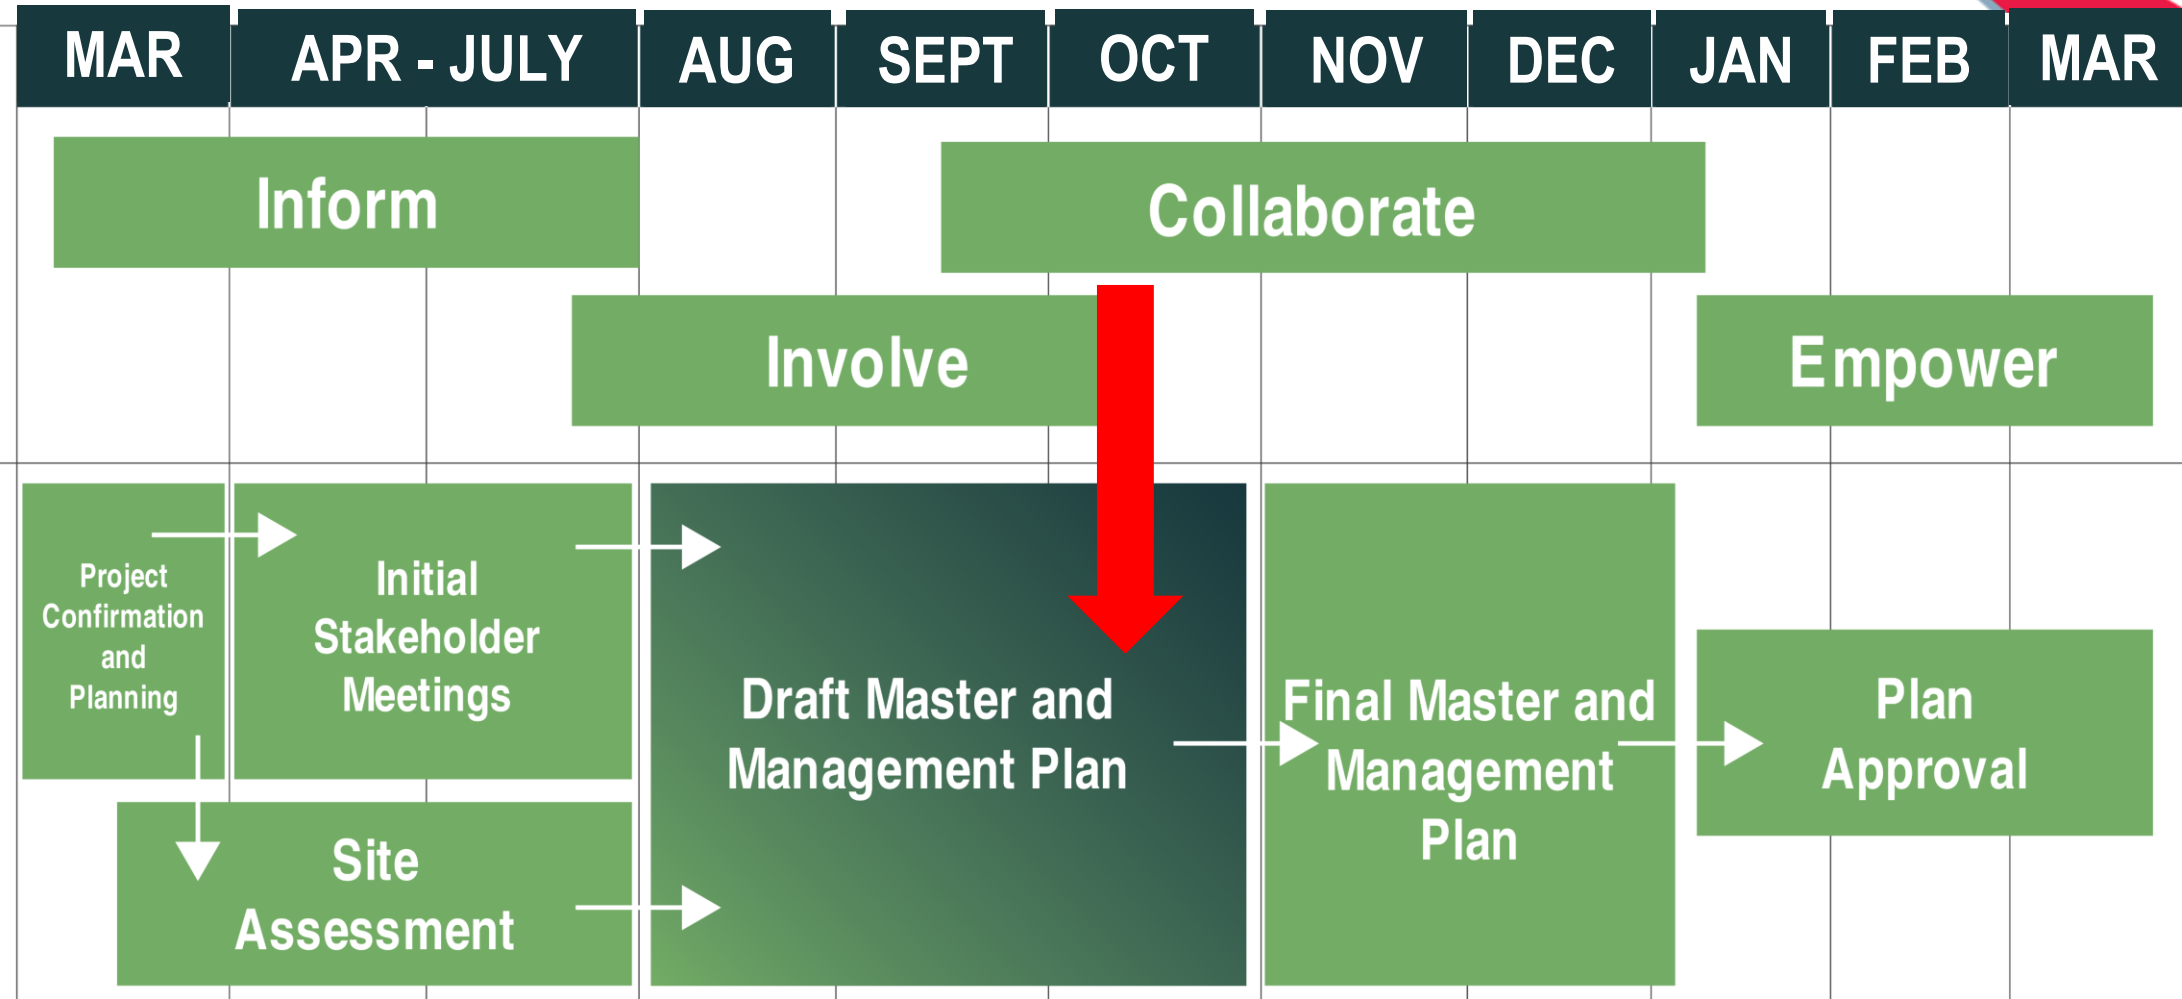 MAR
APR - JULY
AUG
SEPT
OCT
NOV
DEC
JAN
FEB
MAR
Inform
Collaborate
Involve
Empower
Project
Confirmation
and
Planning
Initial
Stakeholder
Meetings
Site
Assessment
Draft Master and
Management Plan
Final Master and
Management
Plan
Plan
Approval